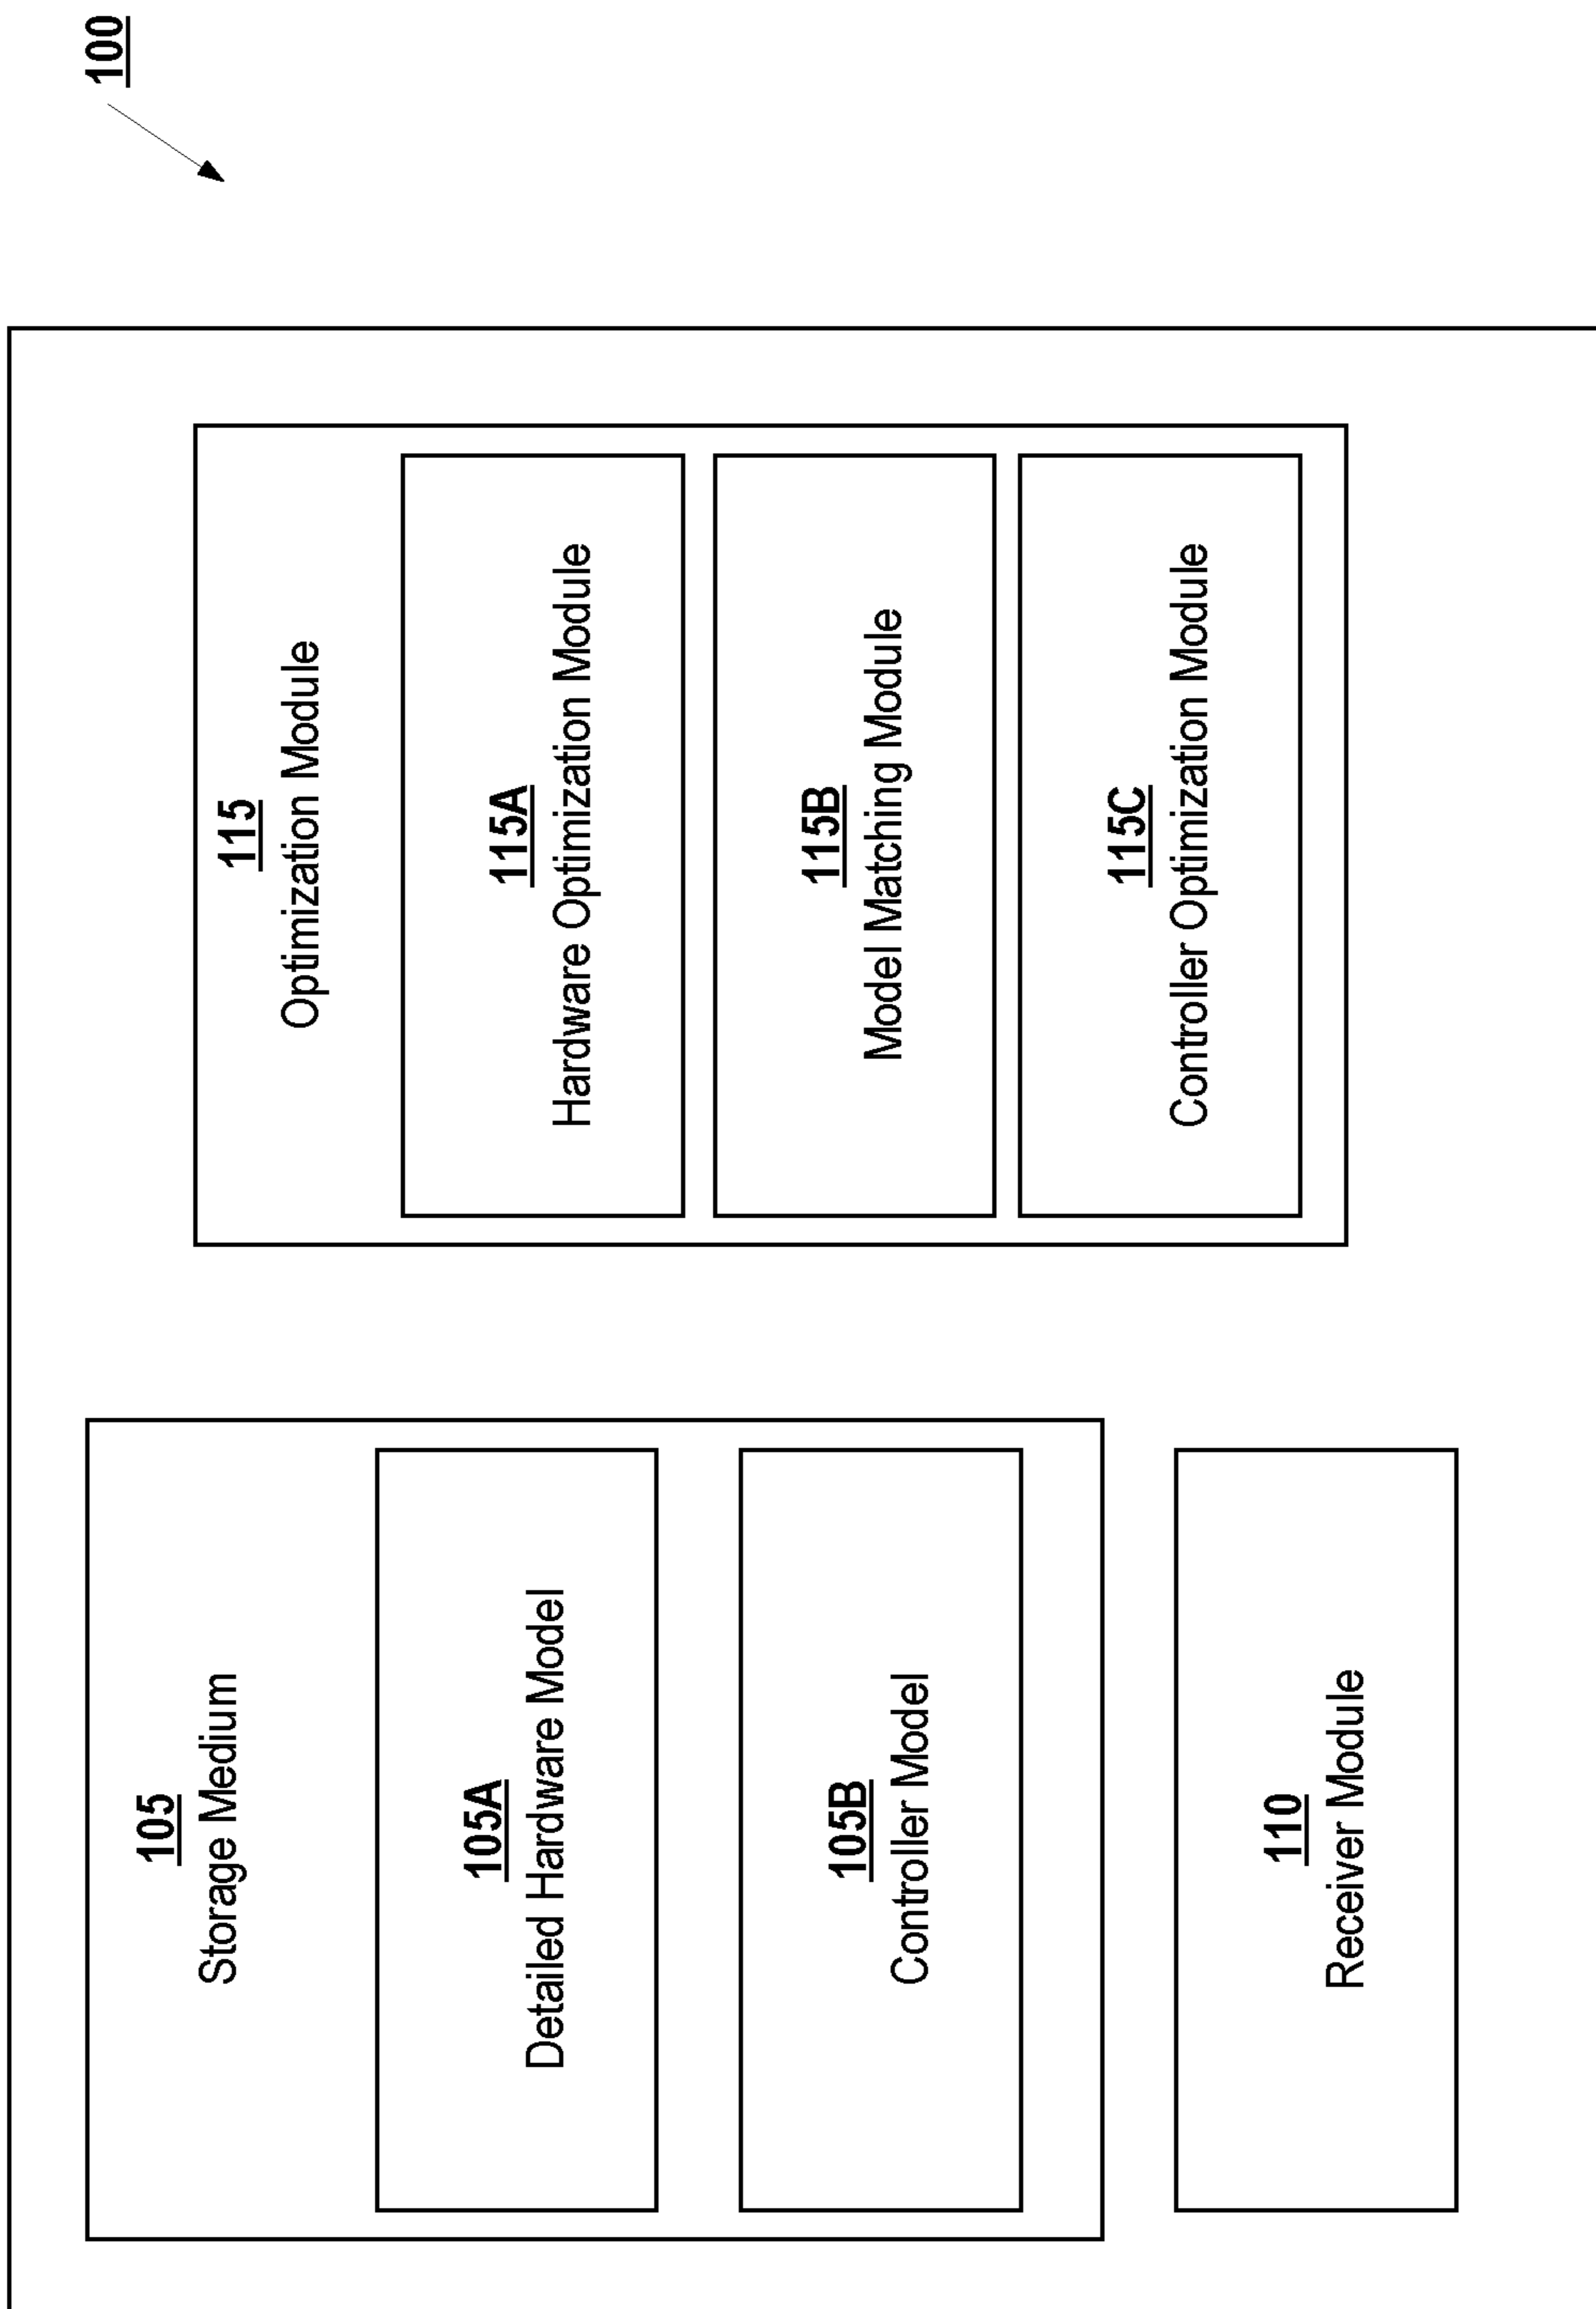 100
105
Storage Medium
105A
Detailed Hardware Model
105B
Controller Model
110
Receiver Module
115
Optimization Module
115A
Hardware Optimization Module
115B
Model Matching Module
115C
Controller Optimization Module